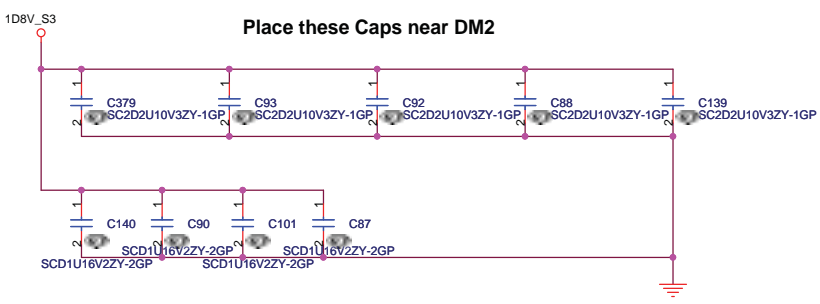 1D8V_S3
Place these Caps near DM2
1 1 1 1 1
C379 C93 C92 C88 C139
SC2D2U10V3ZY-1GP SC2D2U10V3ZY-1GP SC2D2U10V3ZY-1GP SC2D2U10V3ZY-1GP SC2D2U10V3ZY-1GP
2 2 2 2 2
1 1 1 1
C140 C90 C101 C87
2 2 2 2
SCD1U16V2ZY-2GP SCD1U16V2ZY-2GP
SCD1U16V2ZY-2GP SCD1U16V2ZY-2GP